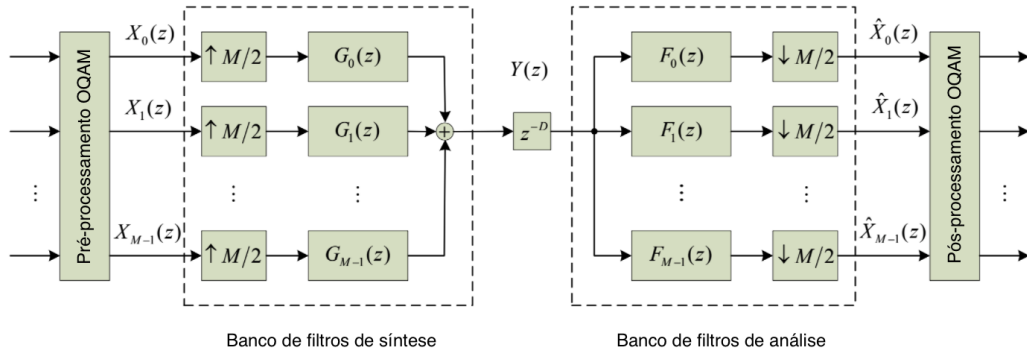 Pré-processamento OQAM
X_0(z)
↑ M/2
G_0(z)
X_1(z)
↑ M/2
G_1(z)
⋮
⋮
⋮
X_{M-1}(z)
↑ M/2
G_{M-1}(z)
+
Y(z)
z^{-D}
F_0(z)
↓ M/2
X̂_0(z)
F_1(z)
↓ M/2
X̂_1(z)
⋮
⋮
⋮
⋮
F_{M-1}(z)
↓ M/2
X̂_{M-1}(z)
Pós-processamento OQAM
Banco de filtros de síntese
Banco de filtros de análise